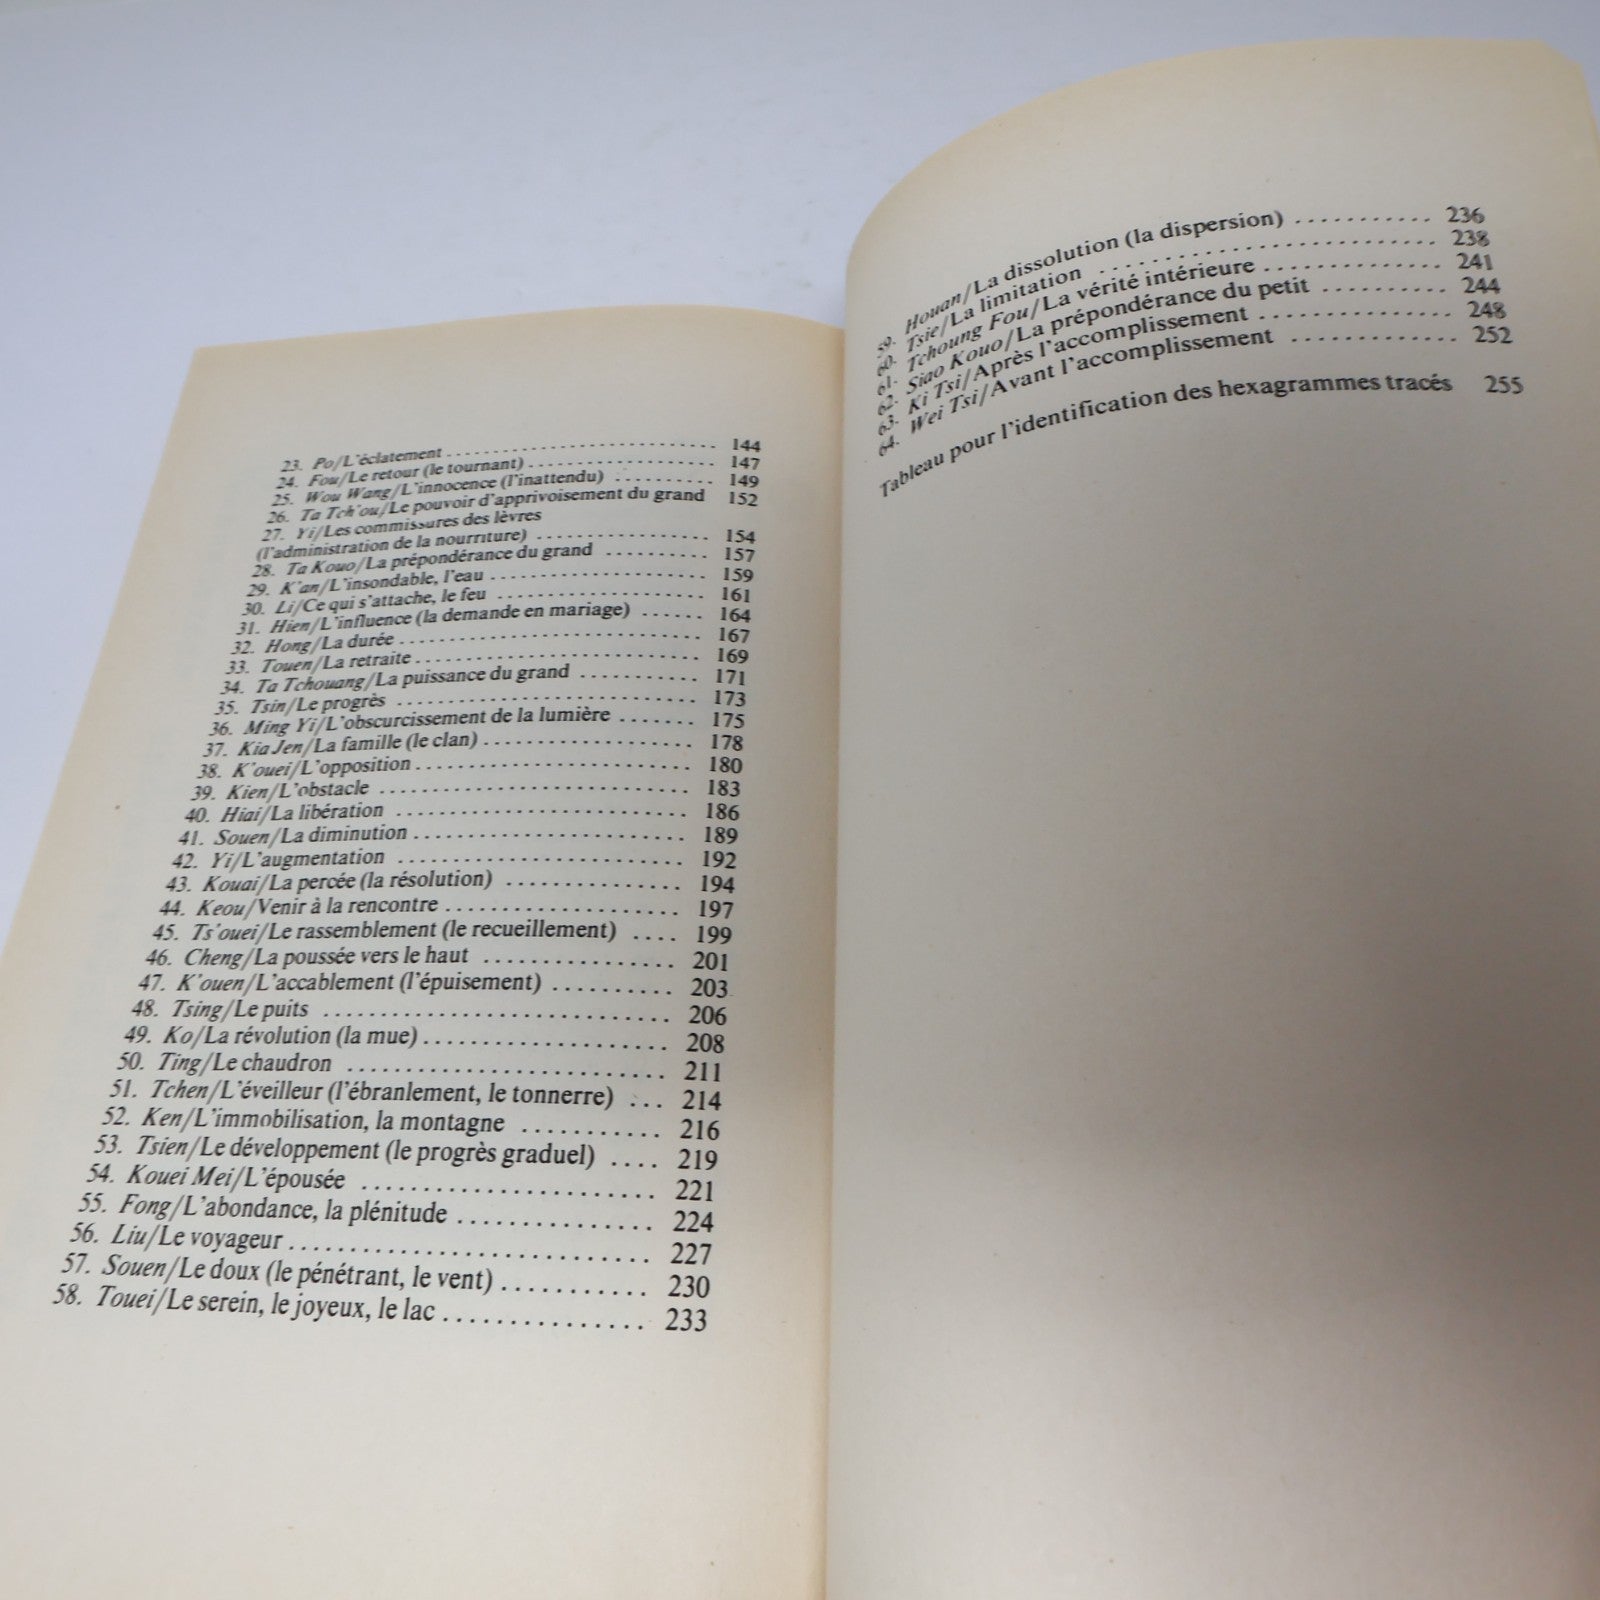 23. Po/L'éclatement .................................. 144
24. Fou/Le retour (le tournant) ....................... 147
25. Wou Wang/L'innocence (l'inattendu) .......... 149
26. Ta Tch'ou/Le pouvoir d'apprivoisement du grand 152
27. Yi/Les commissures des lèvres
(l'administration de la nourriture) .................. 154
28. Ta Kouo/La prépondérance du grand .......... 157
29. K'an/L'insondable, l'eau ....................... 159
30. Li/Ce qui s'attache, le feu ..................... 161
31. Hien/L'influence (la demande en mariage) ...... 164
32. Hong/La durée ................................ 167
33. Touen/La retraite .............................. 169
34. Ta Tchouang/La puissance du grand ........... 171
35. Tsin/Le progrès ............................... 173
36. Ming Yi/L'obscurcissement de la lumière ....... 175
37. Kia Jen/La famille (le clan) .................... 178
38. K'ouei/L'opposition ........................... 180
39. Kien/L'obstacle ............................... 183
40. Hiai/La libération ............................. 186
41. Souen/La diminution .......................... 189
42. Yi/L'augmentation ........................... 192
43. Kouai/La percée (la résolution) ................ 194
44. Keou/Venir à la rencontre ...................... 197
45. Ts'ouei/Le rassemblement (le recueillement) .... 199
46. Cheng/La poussée vers le haut ................. 201
47. K'ouen/L'accablement (l'épuisement) .......... 203
48. Tsing/Le puits ............................... 206
49. Ko/La révolution (la mue) ..................... 208
50. Ting/Le chaudron ............................ 211
51. Tchen/L'éveilleur (l'ébranlement, le tonnerre) ... 214
52. Ken/L'immobilisation, la montagne ........... 216
53. Tsien/Le développement (le progrès graduel) .... 219
54. Kouei Mei/L'épousée ........................ 221
55. Fong/L'abondance, la plénitude ............... 224
56. Liu/Le voyageur ............................. 227
57. Souen/Le doux (le pénétrant, le vent) ........... 230
58. Touei/Le serein, le joyeux, le lac ............... 233
59. Houan/La dissolution (la dispersion) ........... 236
60. Tsie/La limitation ........................... 238
61. Tchoung Fou/La vérité intérieure .............. 241
62. Siao Kouo/La prépondérance du petit .......... 244
63. Ki Tsi/Après l'accomplissement ................ 248
64. Wei Tsi/Avant l'accomplissement ............. 252
Tableau pour l'identification des hexagrammes tracés 255